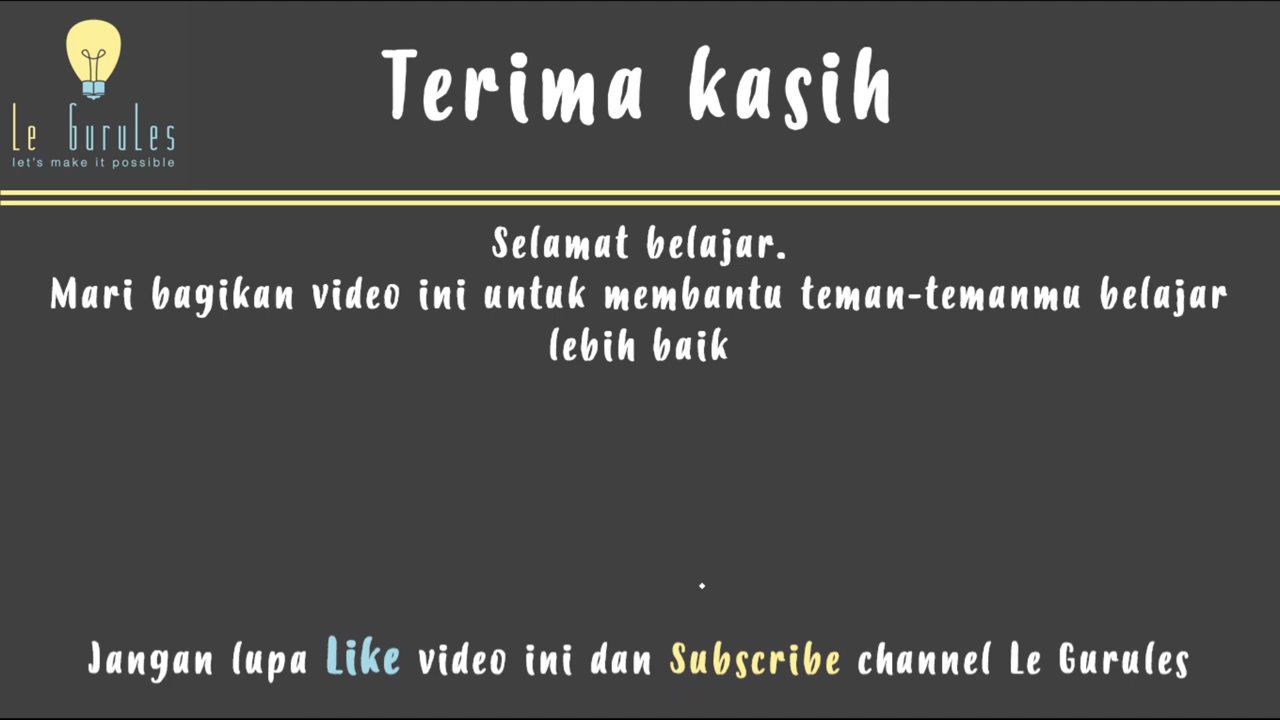 Le Gurules
let's make it possible
Terima kasih
Selamat belajar.
Mari bagikan video ini untuk membantu teman-temanmu belajar
lebih baik
Jangan lupa Like video ini dan Subscribe channel Le Gurules